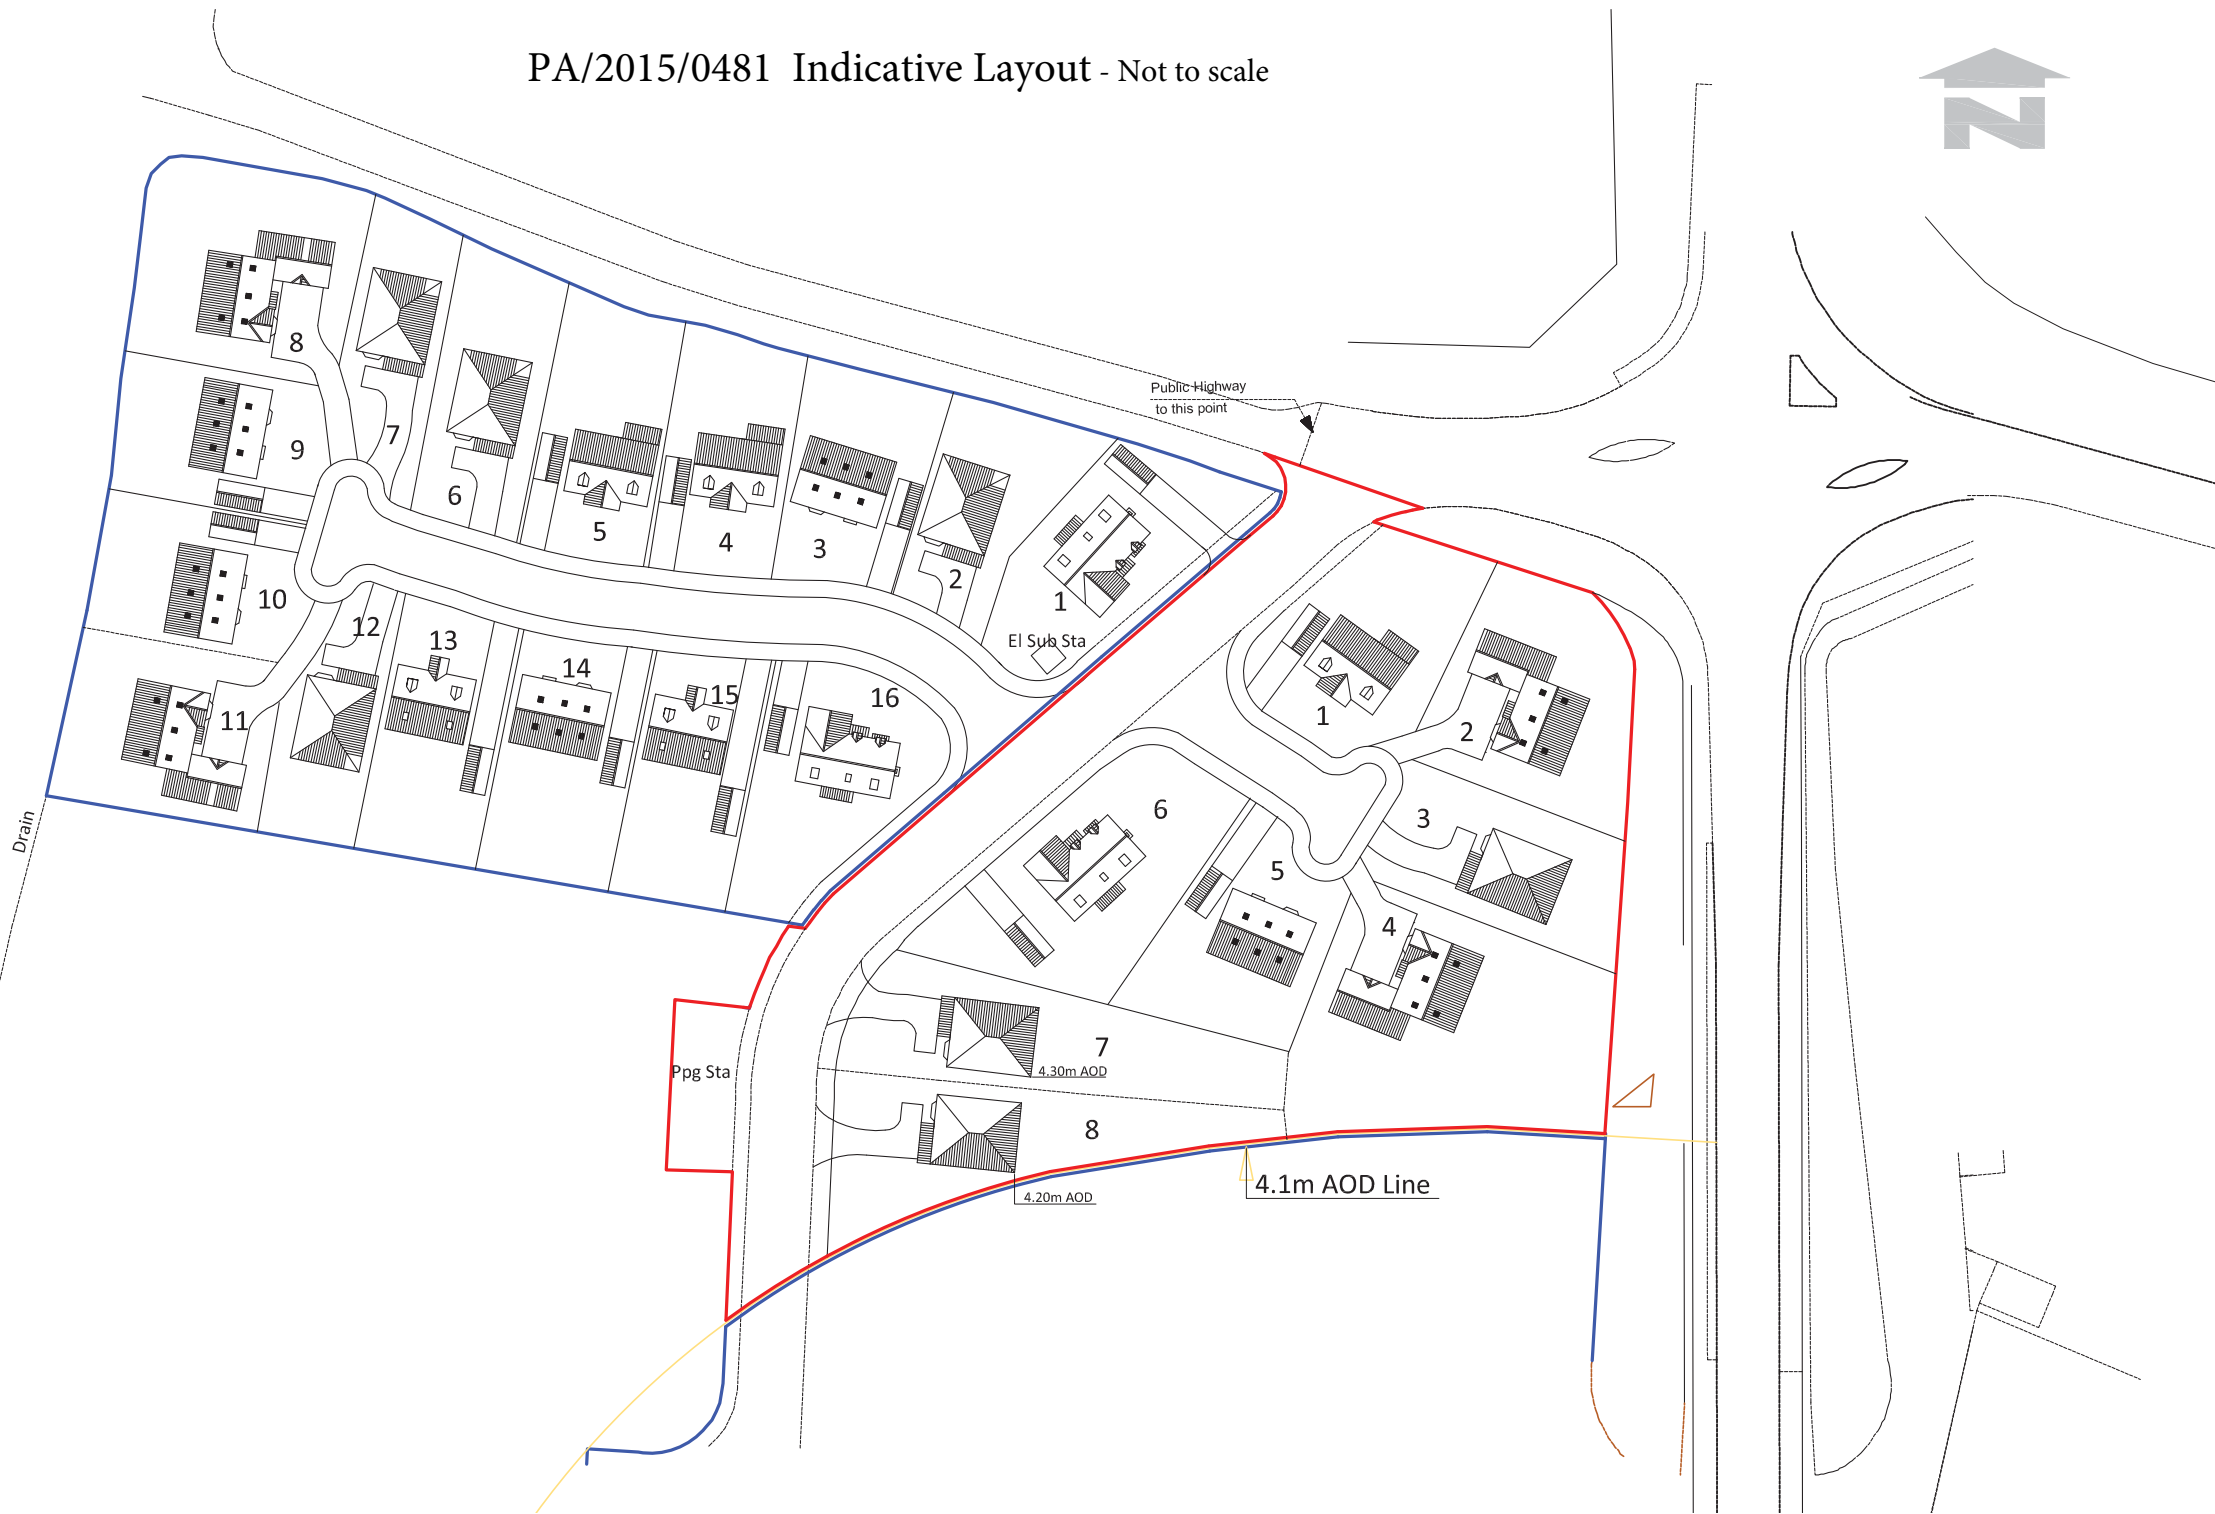 PA/2015/0481 Indicative Layout - Not to scale
N
Public Highway
to this point
8
7
9
6
5
4
3
2
1
El Sub Sta
10
12
13
14
15
16
11
Drain
1
2
3
6
5
4
7
4.30m AOD
Ppg Sta
8
4.20m AOD
4.1m AOD Line